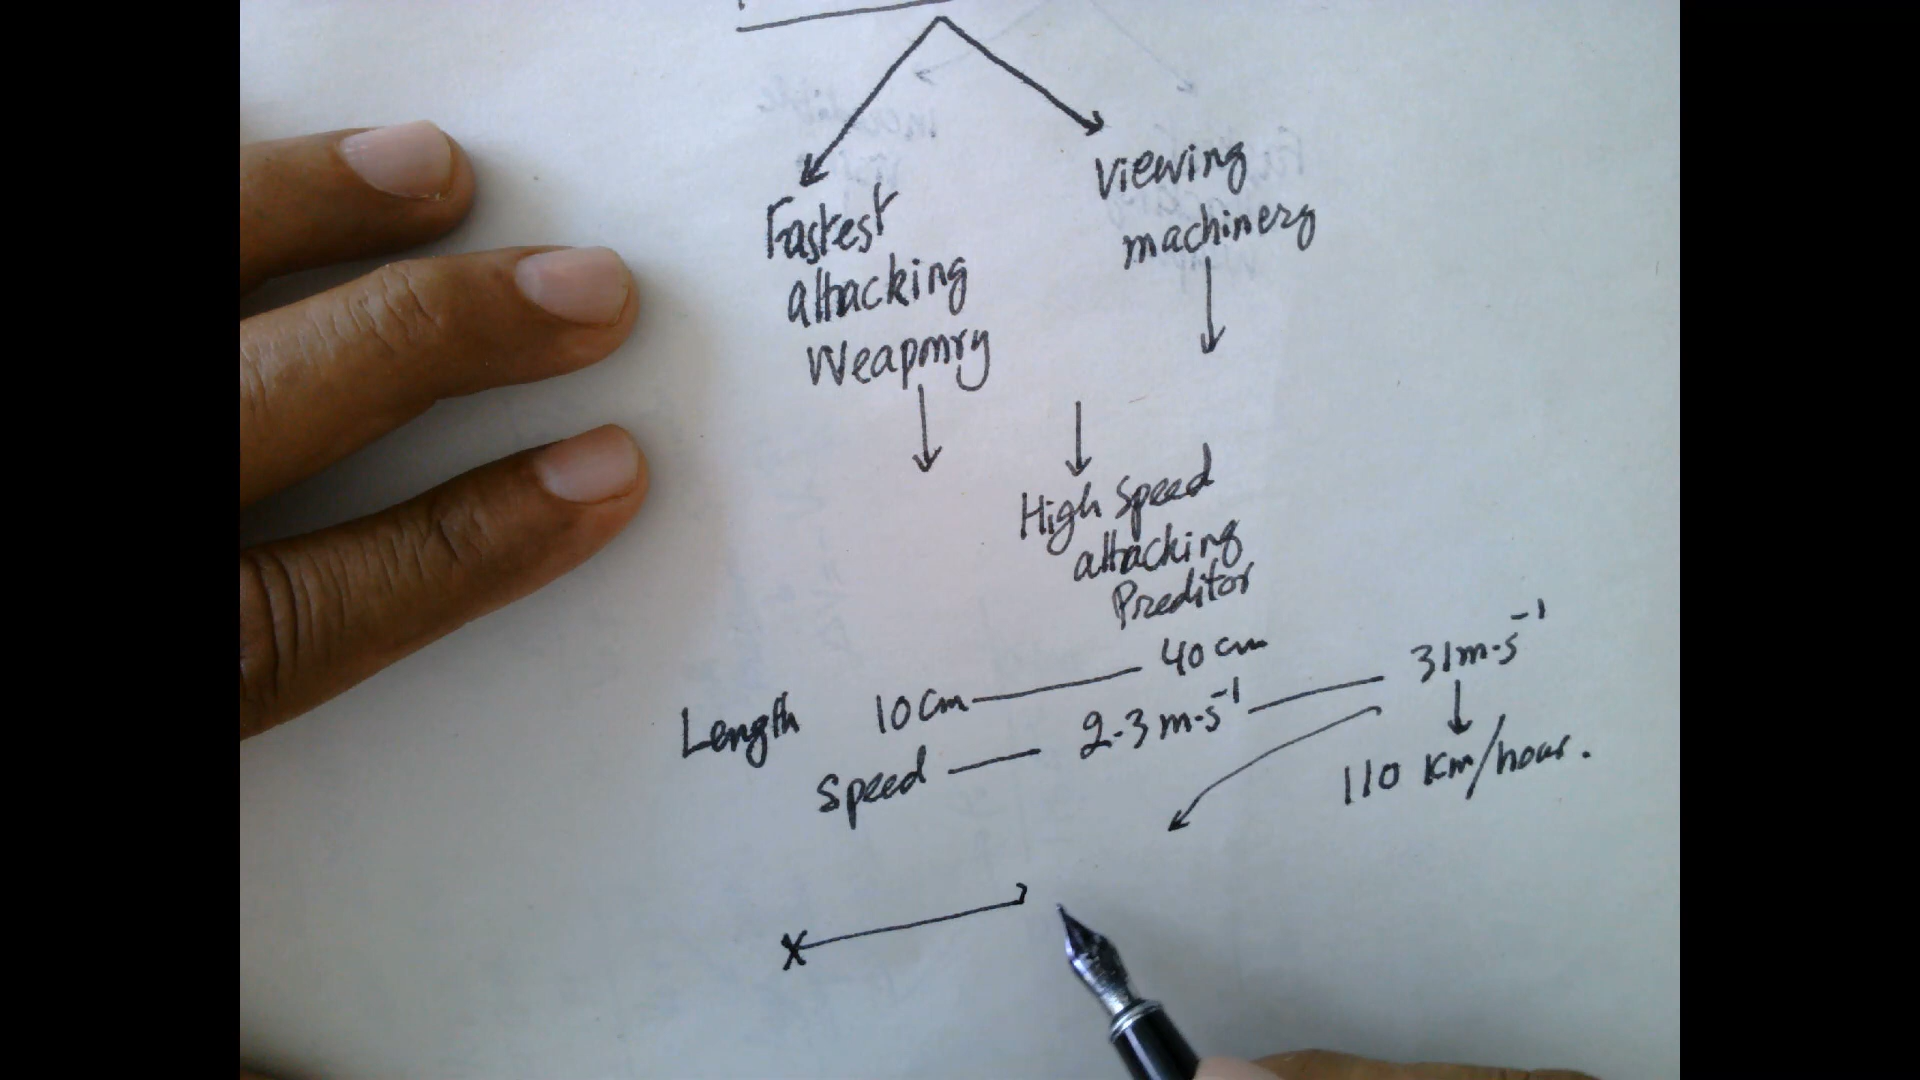 Fastest
attacking
Weaponry
Viewing
machinery
High Speed
attacking
Preditor
Length 10 cm — 40 cm
Speed — 2.3 m·s⁻¹ — 31 m·s⁻¹
110 Km/hour.
X